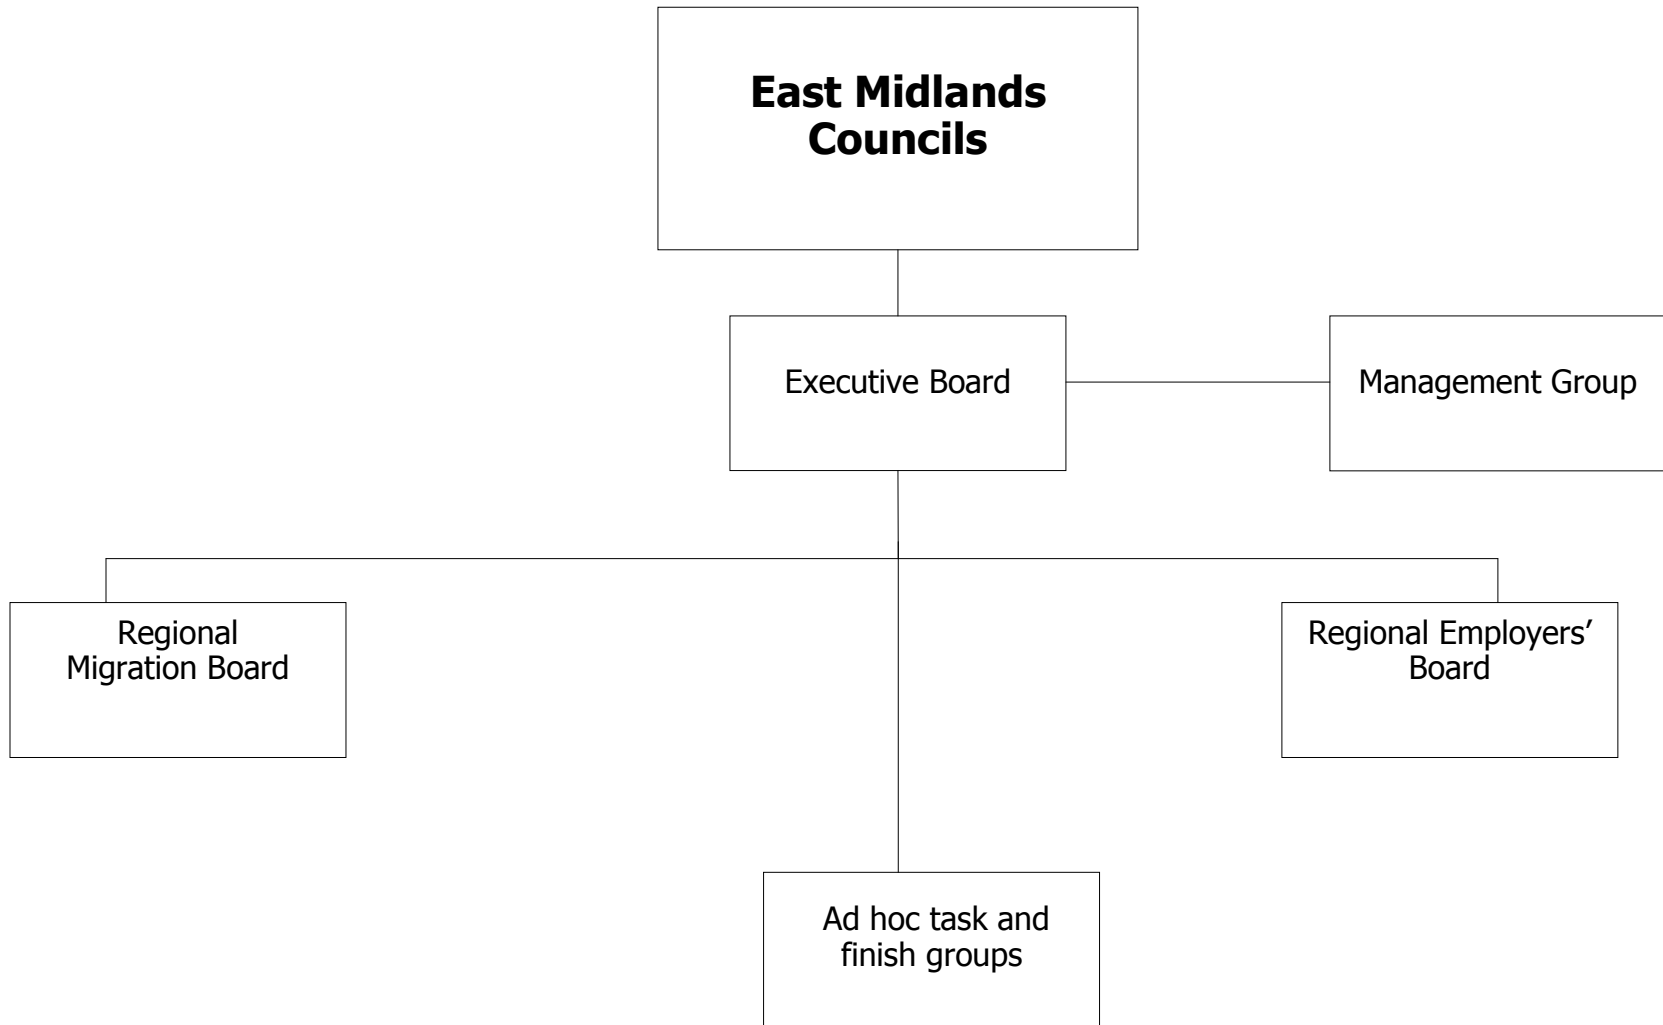 East Midlands
Councils
Executive Board
Management Group
Regional
Migration Board
Regional Employers’
Board
Ad hoc task and
finish groups